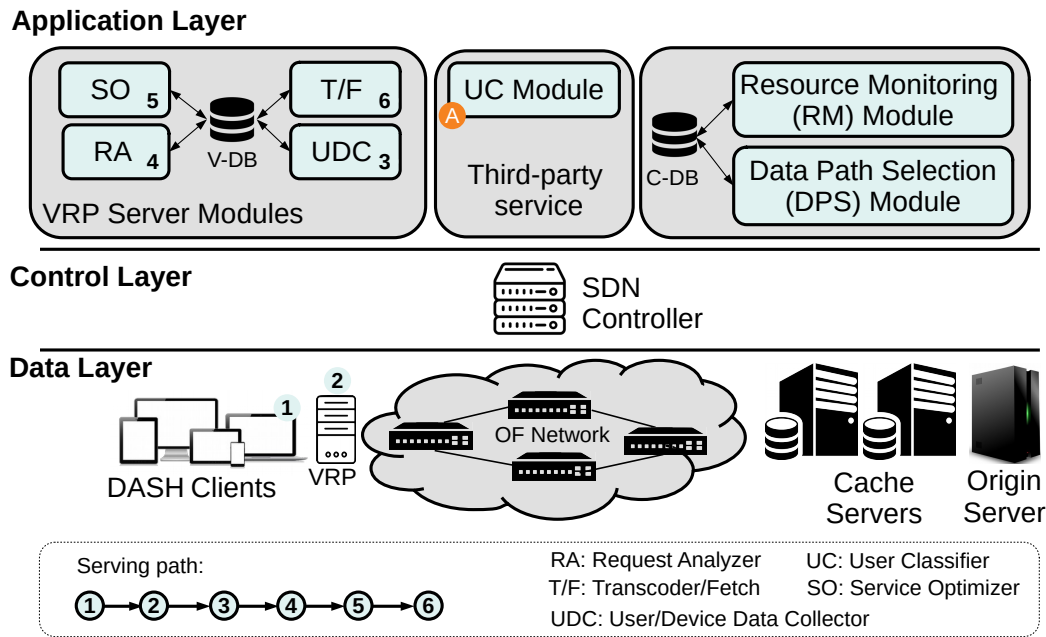 Application Layer
SO 5
T/F 6
RA 4
UDC 3
V-DB
VRP Server Modules
UC Module
A
Third-party
service
C-DB
Resource Monitoring
(RM) Module
Data Path Selection
(DPS) Module
Control Layer
SDN
Controller
Data Layer
1
2
DASH Clients
VRP
OF Network
Cache
Servers
Origin
Server
Serving path:
1 2 3 4 5 6
RA: Request Analyzer
UC: User Classifier
T/F: Transcoder/Fetch
SO: Service Optimizer
UDC: User/Device Data Collector